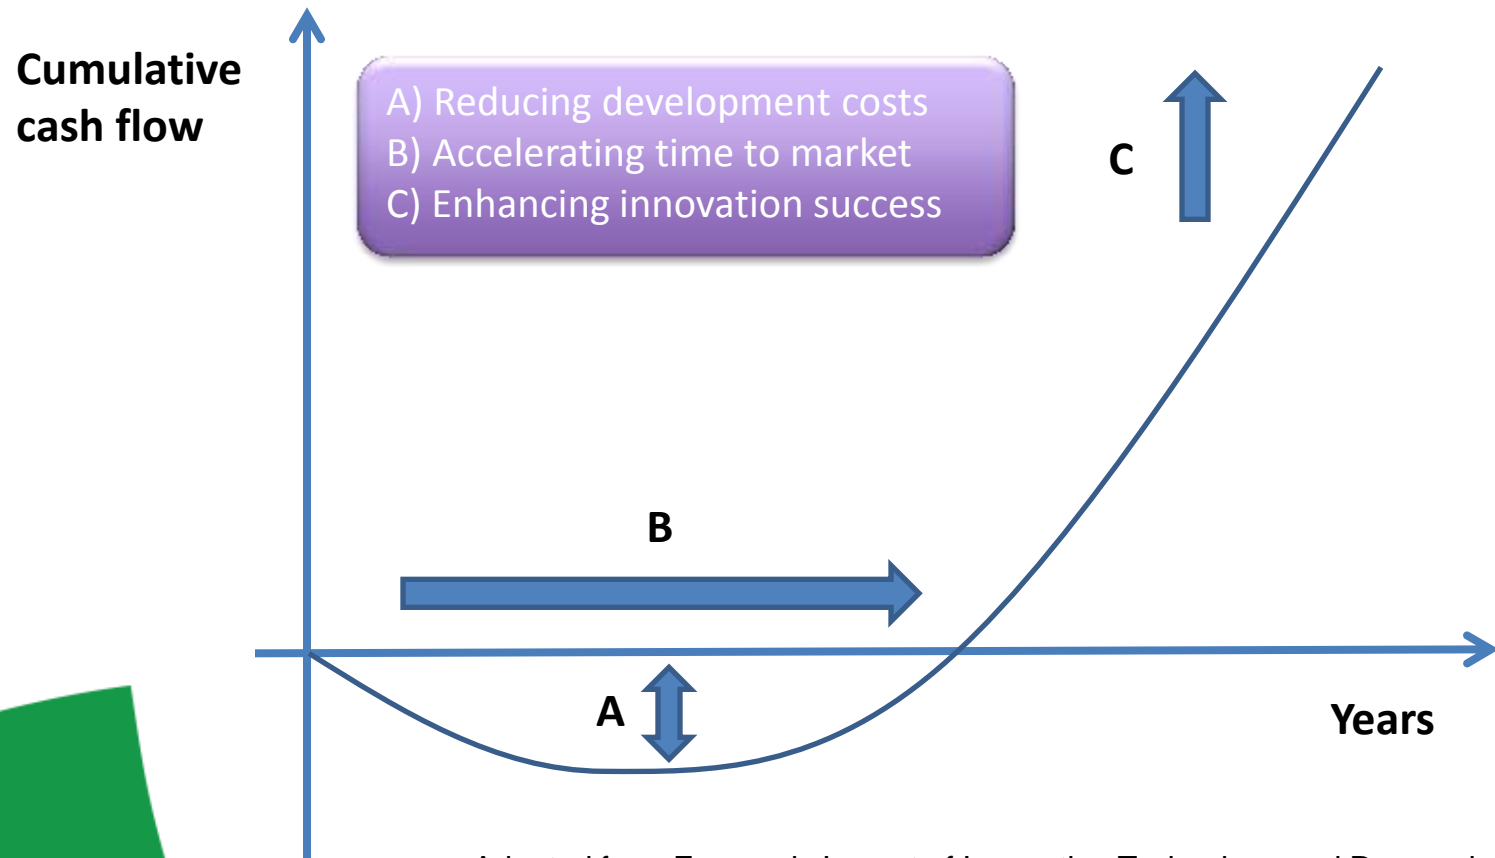 Cumulative
cash flow
A) Reducing development costs
B) Accelerating time to market
C) Enhancing innovation success
C
B
A
Years